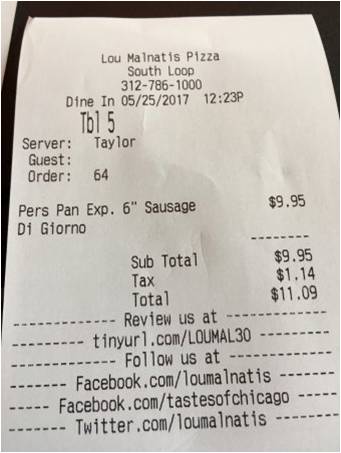 Lou Malnatis Pizza
South Loop
312-786-1000
Dine In 05/25/2017 12:23P
Tbl 5
Server: Taylor
Guest:
Order: 64
Pers Pan Exp. 6" Sausage $9.95
Di Giorno
--------
Sub Total $9.95
Tax $1.14
Total $11.09
------------- Review us at -------------
--------- tinyurl.com/LOUMAL30 ---------
------------- Follow us at -------------
------- Facebook.com/loumalnatis -------
----- Facebook.com/tastesofchicago -----
------- Twitter.com/loumalnatis -------